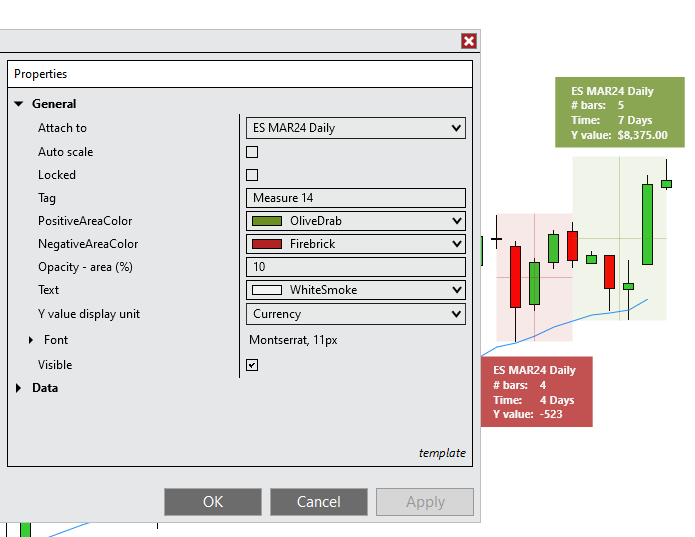 Properties
General
Attach to ES MAR24 Daily
Auto scale
Locked
Tag Measure 14
PositiveAreaColor OliveDrab
NegativeAreaColor Firebrick
Opacity - area (%) 10
Text WhiteSmoke
Y value display unit Currency
Font Montserrat, 11px
Visible
Data
template
OK Cancel Apply
ES MAR24 Daily
# bars: 5
Time: 7 Days
Y value: $8,375.00
ES MAR24 Daily
# bars: 4
Time: 4 Days
Y value: -523